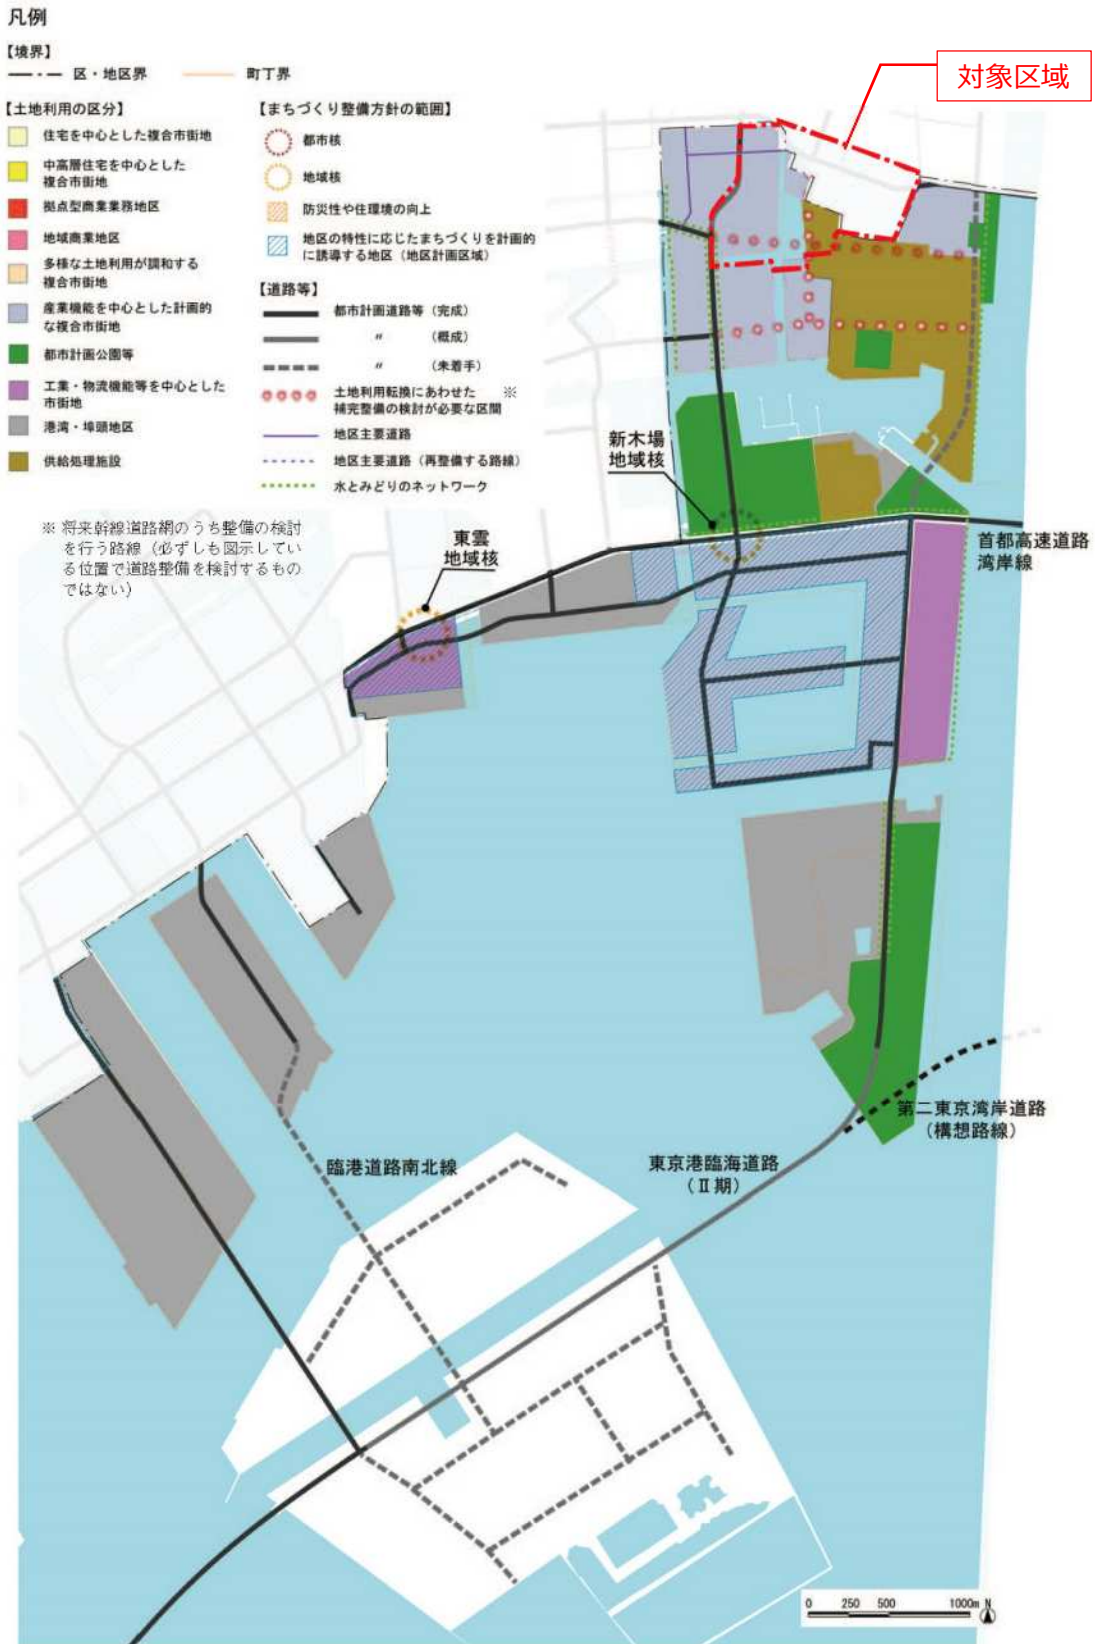 凡例
【境界】
区・地区界
町丁界
【土地利用の区分】
住宅を中心とした複合市街地
中高層住宅を中心とした
複合市街地
拠点型商業業務地区
地域商業地区
多様な土地利用が調和する
複合市街地
産業機能を中心とした計画的
な複合市街地
都市計画公園等
工業・物流機能等を中心とした
市街地
港湾・埠頭地区
供給処理施設
【まちづくり整備方針の範囲】
都市核
地域核
防災性や住環境の向上
地区の特性に応じたまちづくりを計画的
に誘導する地区（地区計画区域）
【道路等】
都市計画道路等（完成）
〃　（概成）
〃　（未着手）
土地利用転換にあわせた　※
補完整備の検討が必要な区間
地区主要道路
地区主要道路（再整備する路線）
水とみどりのネットワーク
※ 将来幹線道路網のうち整備の検討
を行う路線（必ずしも図示してい
る位置で道路整備を検討するもの
ではない）
対象区域
新木場
地域核
東雲
地域核
首都高速道路
湾岸線
第二東京湾岸道路
（構想路線）
臨港道路南北線
東京港臨海道路
（Ⅱ期）
0 250 500 1000m N